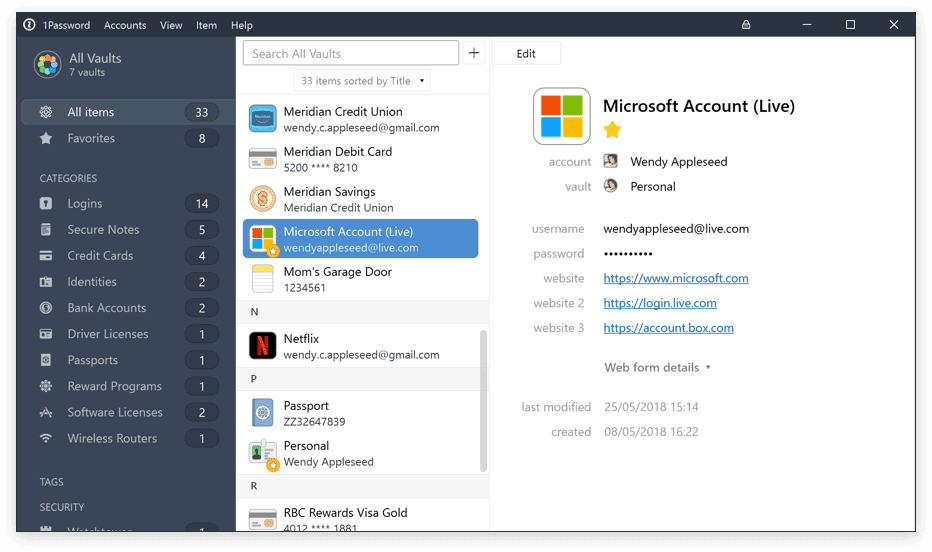 1Password Accounts View Item Help
All Vaults
7 vaults
All items 33
Favorites 8
CATEGORIES
Logins 14
Secure Notes 5
Credit Cards 4
Identities 2
Bank Accounts 2
Driver Licenses 1
Passports 1
Reward Programs 1
Software Licenses 2
Wireless Routers 1
TAGS
SECURITY
Watchtower 1
Search All Vaults
33 items sorted by Title
Meridian Credit Union
wendy.c.appleseed@gmail.com
Meridian Debit Card
5200 **** 8210
Meridian Savings
Meridian Credit Union
Microsoft Account (Live)
wendyappleseed@live.com
Mom's Garage Door
1234561
N
Netflix
wendy.c.appleseed@gmail.com
P
Passport
ZZ32647839
Personal
Wendy Appleseed
R
RBC Rewards Visa Gold
4012 **** 1881
Edit
Microsoft Account (Live)
account Wendy Appleseed
vault Personal
username wendyappleseed@live.com
password ••••••••••
website https://www.microsoft.com
website 2 https://login.live.com
website 3 https://account.box.com
Web form details
last modified 25/05/2018 15:14
created 08/05/2018 16:22